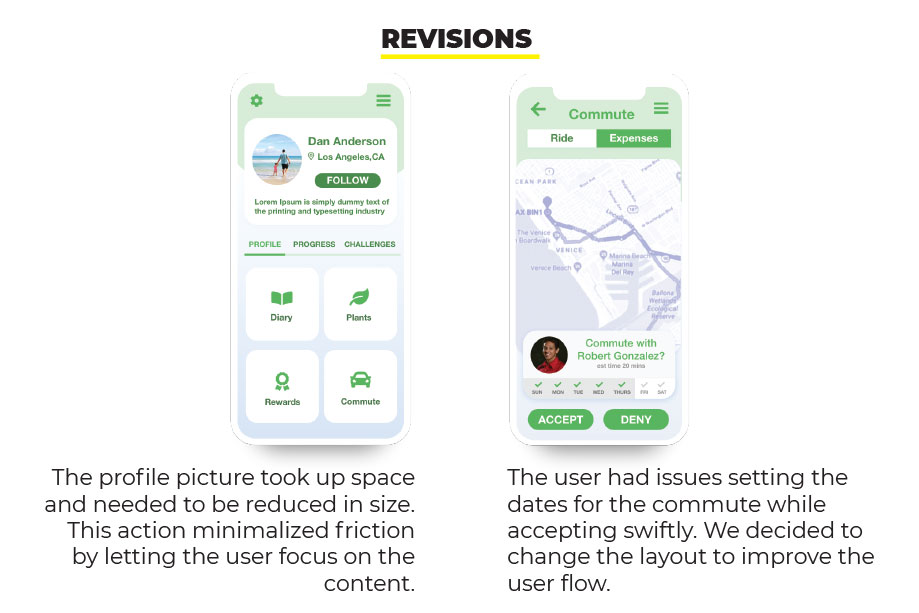 REVISIONS
Dan Anderson
Los Angeles,CA
FOLLOW
Lorem Ipsum is simply dummy text of
the printing and typesetting industry
PROFILE PROGRESS CHALLENGES
Diary Plants
Rewards Commute
Commute
Ride Expenses
CEAN PARK
AX BIN1
The Venice
Boardwalk
VENICE
Venice Beach
Marina Beach
Marina
Del Rey
Ballona
Wetlands
Ecological
Reserve
Commute with
Robert Gonzalez?
est time 20 mins
SUN MON TUE WED THURS FRI SAT
ACCEPT DENY
The profile picture took up space
and needed to be reduced in size.
This action minimalized friction
by letting the user focus on the
content.
The user had issues setting the
dates for the commute while
accepting swiftly. We decided to
change the layout to improve the
user flow.